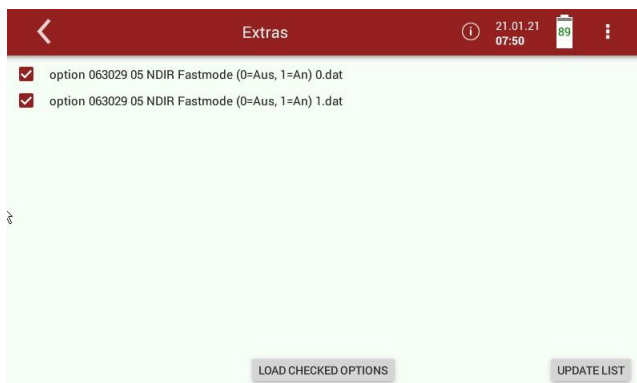 Extras
21.01.21
07:50
89
option 063029 05 NDIR Fastmode (0=Aus, 1=An) 0.dat
option 063029 05 NDIR Fastmode (0=Aus, 1=An) 1.dat
LOAD CHECKED OPTIONS
UPDATE LIST